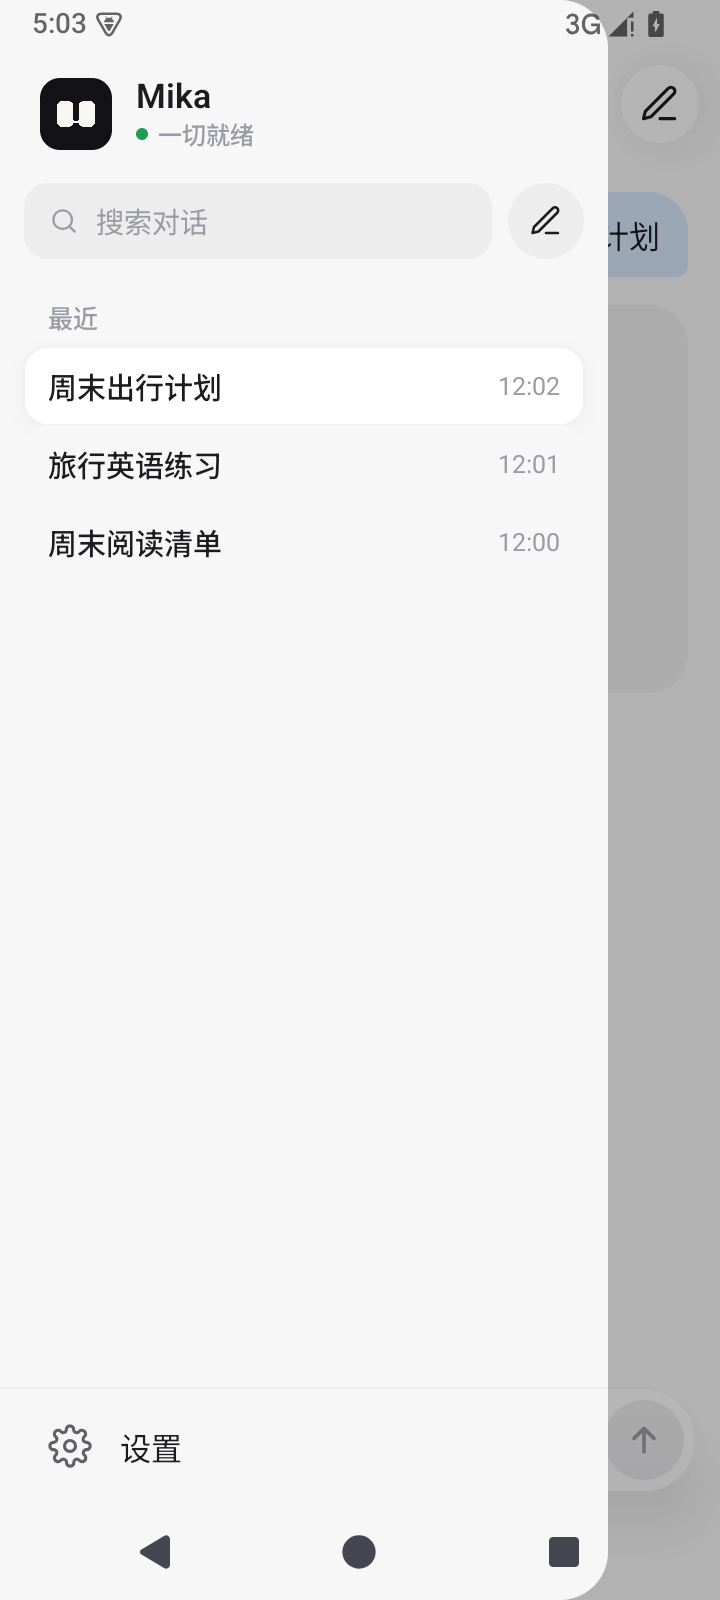 5:03
3G
Mika
一切就绪
搜索对话
计划
最近
周末出行计划 12:02
旅行英语练习 12:01
周末阅读清单 12:00
设置